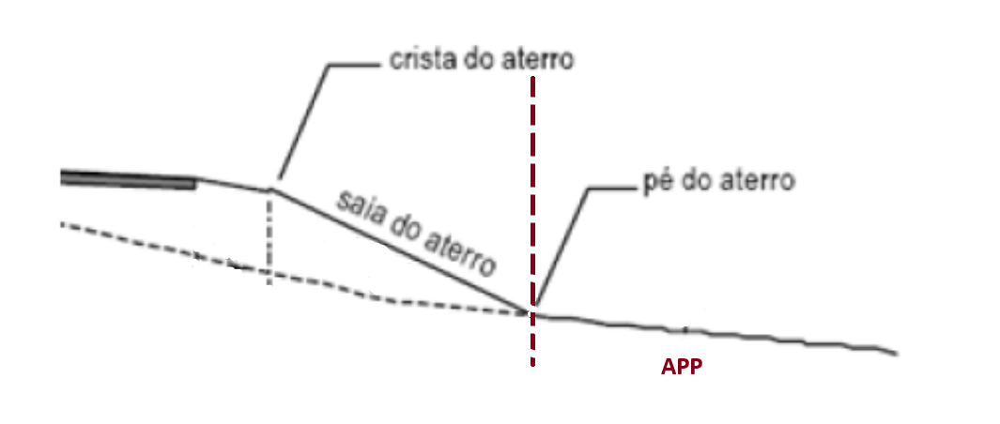 crista do aterro
pé do aterro
saia do aterro
APP